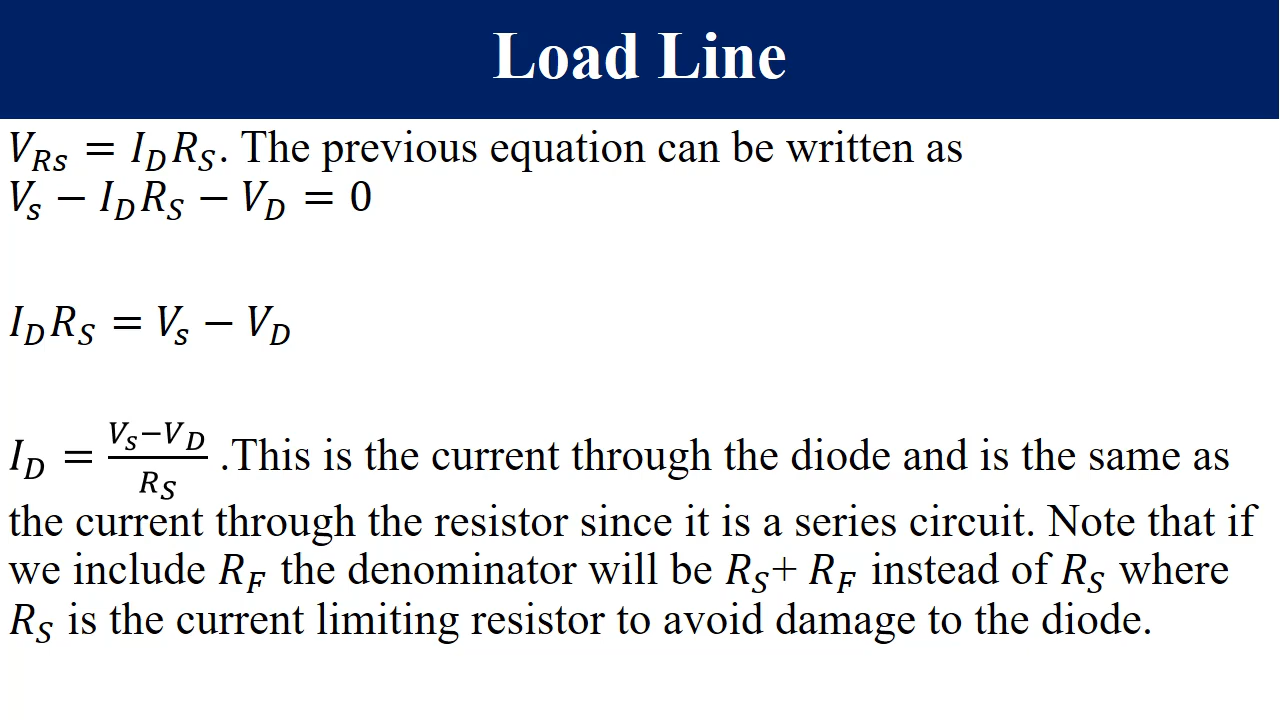 Load Line
V_Rs = I_D R_S. The previous equation can be written as
V_s − I_D R_S − V_D = 0
I_D R_S = V_s − V_D
I_D = (V_s−V_D)/R_S .This is the current through the diode and is the same as
the current through the resistor since it is a series circuit. Note that if
we include R_F the denominator will be R_S+ R_F instead of R_S where
R_S is the current limiting resistor to avoid damage to the diode.